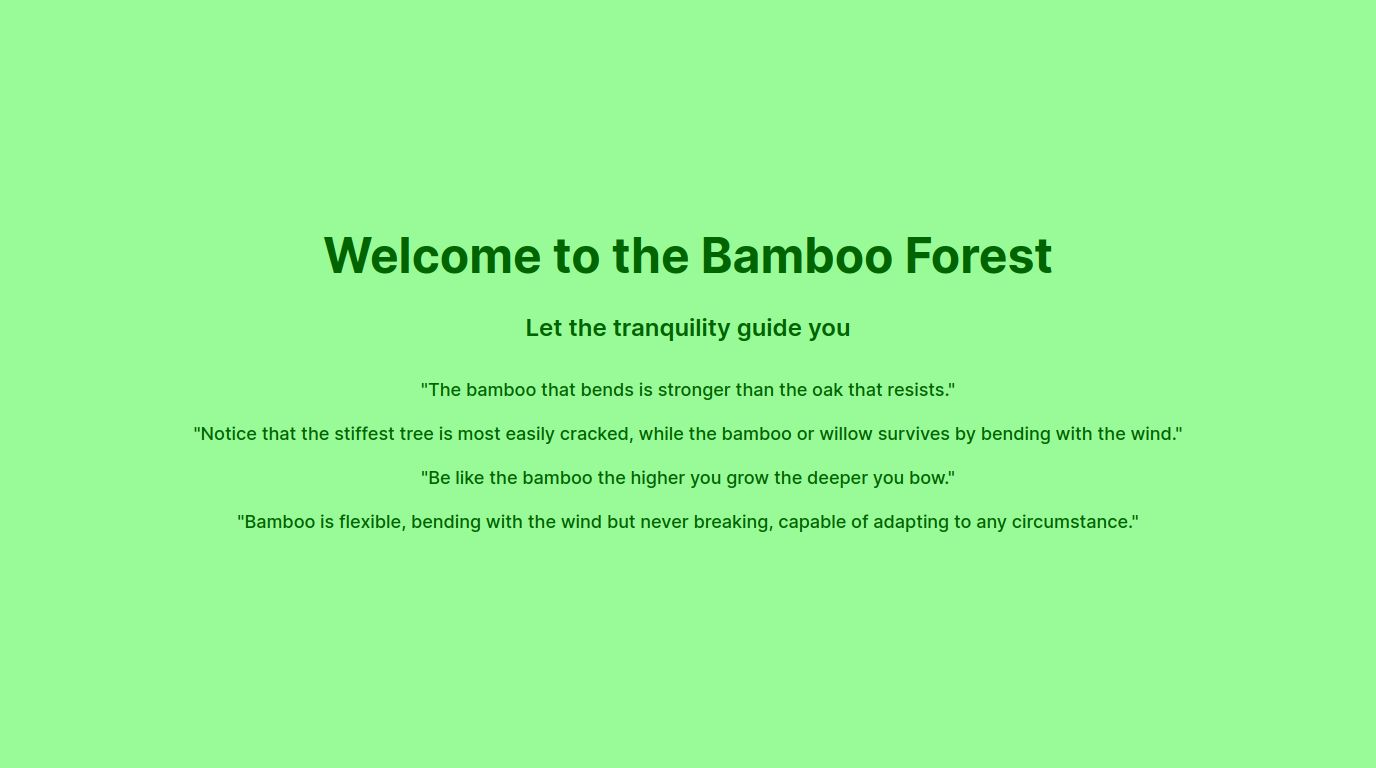 Welcome to the Bamboo Forest
Let the tranquility guide you
"The bamboo that bends is stronger than the oak that resists."
"Notice that the stiffest tree is most easily cracked, while the bamboo or willow survives by bending with the wind."
"Be like the bamboo the higher you grow the deeper you bow."
"Bamboo is flexible, bending with the wind but never breaking, capable of adapting to any circumstance."